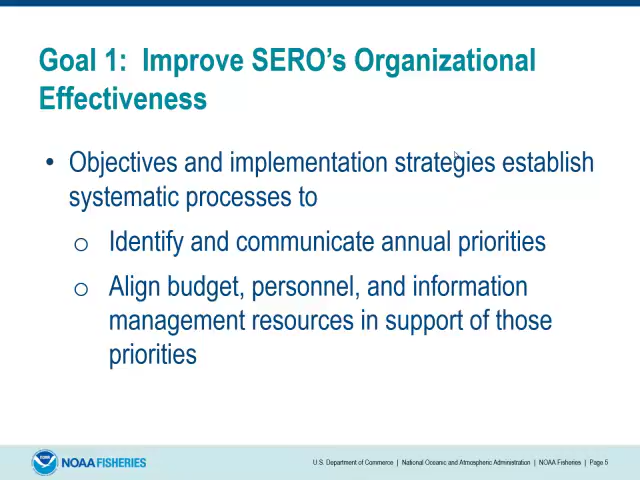 Goal 1:  Improve SERO’s Organizational
Effectiveness
• Objectives and implementation strategies establish
systematic processes to
o Identify and communicate annual priorities
o Align budget, personnel, and information
management resources in support of those
priorities
NOAA FISHERIES
U.S. Department of Commerce | National Oceanic and Atmospheric Administration | NOAA Fisheries | Page 5